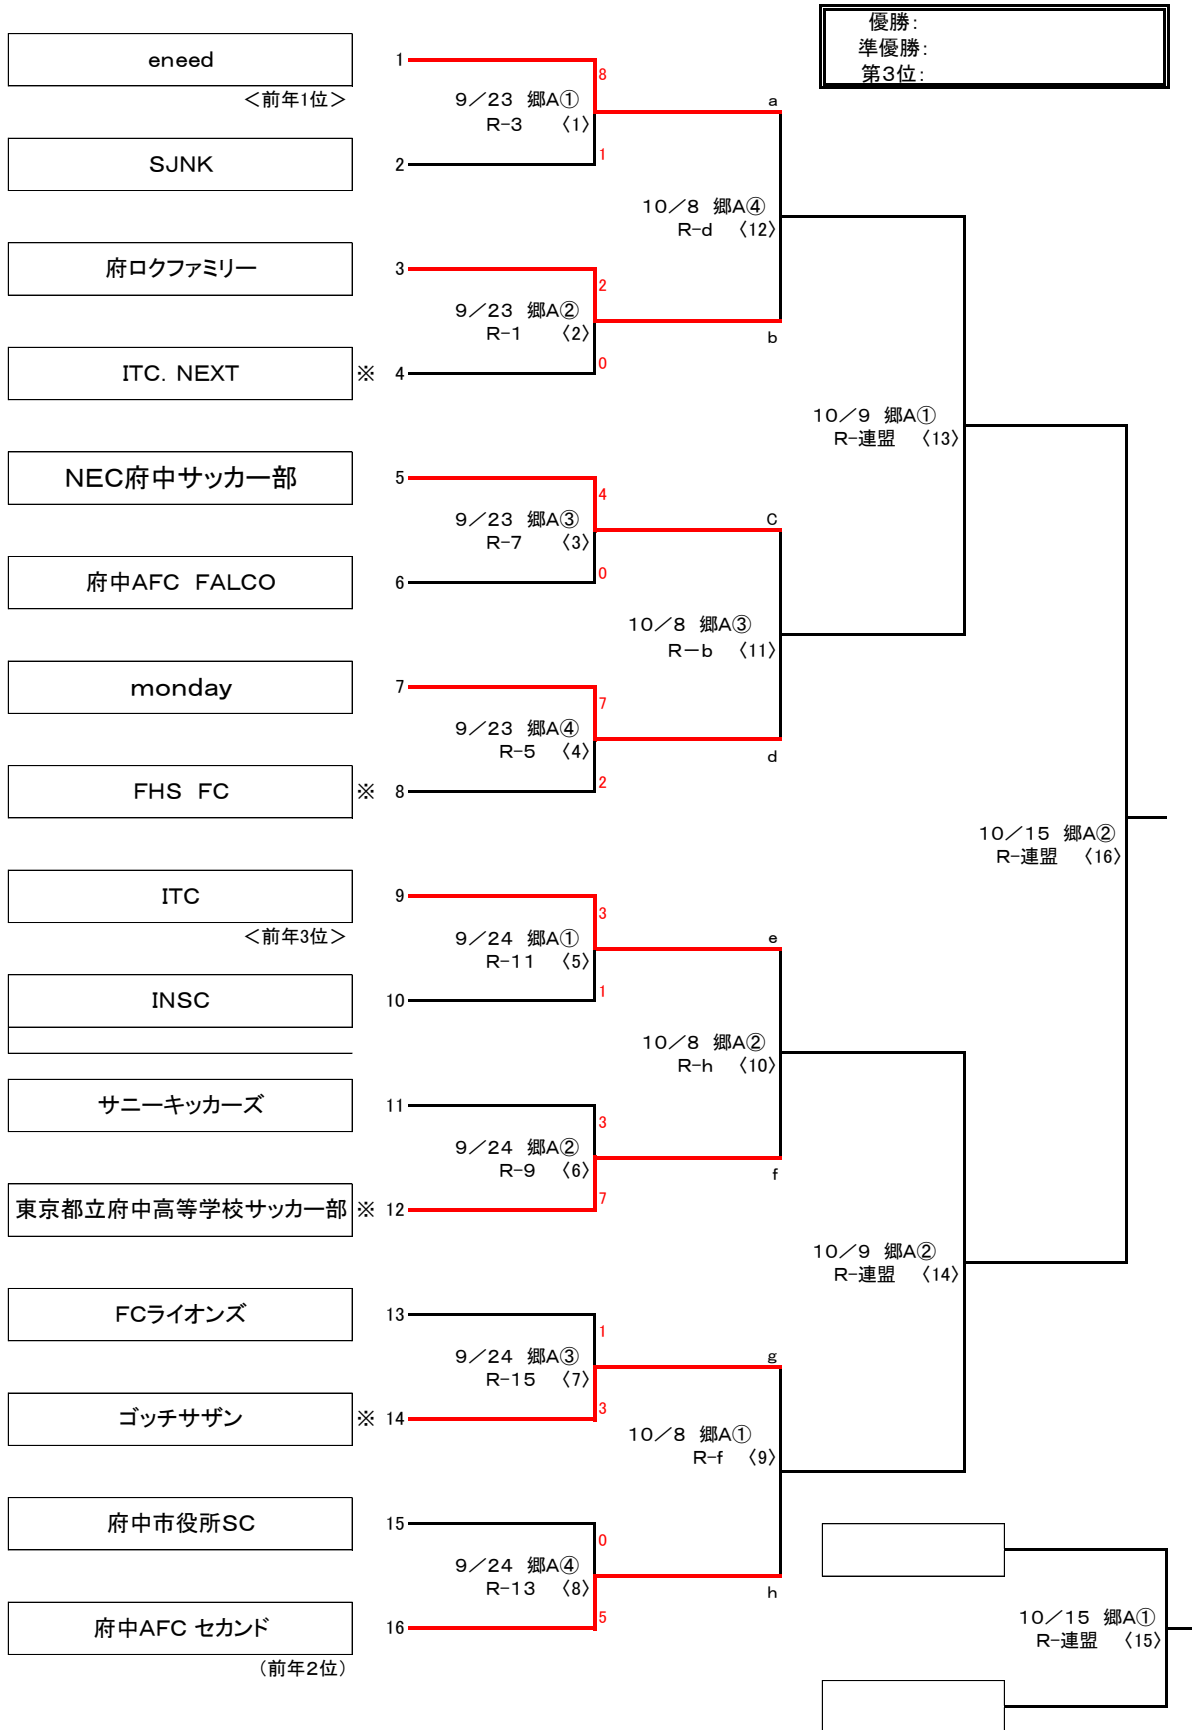 優勝：
準優勝：
第3位：
eneed
1
8
＜前年1位＞
9／23 郷A①
R-3 〈1〉
a
SJNK
2
1
10／8 郷A④
R-d 〈12〉
府ロクファミリー
3
2
9／23 郷A②
R-1 〈2〉
b
ITC. NEXT
※ 4
0
10／9 郷A①
R-連盟 〈13〉
NEC府中サッカー部
5
4
9／23 郷A③
R-7 〈3〉
C
府中AFC FALCO
6
0
10／8 郷A③
R－b 〈11〉
monday
7
7
9／23 郷A④
R-5 〈4〉
d
FHS FC
※ 8
2
10／15 郷A②
R-連盟 〈16〉
ITC
9
3
＜前年3位＞
9／24 郷A①
R-11 〈5〉
e
INSC
10
1
10／8 郷A②
R-h 〈10〉
サニーキッカーズ
11
3
9／24 郷A②
R-9 〈6〉
f
東京都立府中高等学校サッカー部
※ 12
7
10／9 郷A②
R-連盟 〈14〉
FCライオンズ
13
1
9／24 郷A③
R-15 〈7〉
g
ゴッチサザン
※ 14
3
10／8 郷A①
R-f 〈9〉
府中市役所SC
15
0
9／24 郷A④
R-13 〈8〉
h
府中AFC セカンド
16
5
（前年2位）
10／15 郷A①
R-連盟 〈15〉